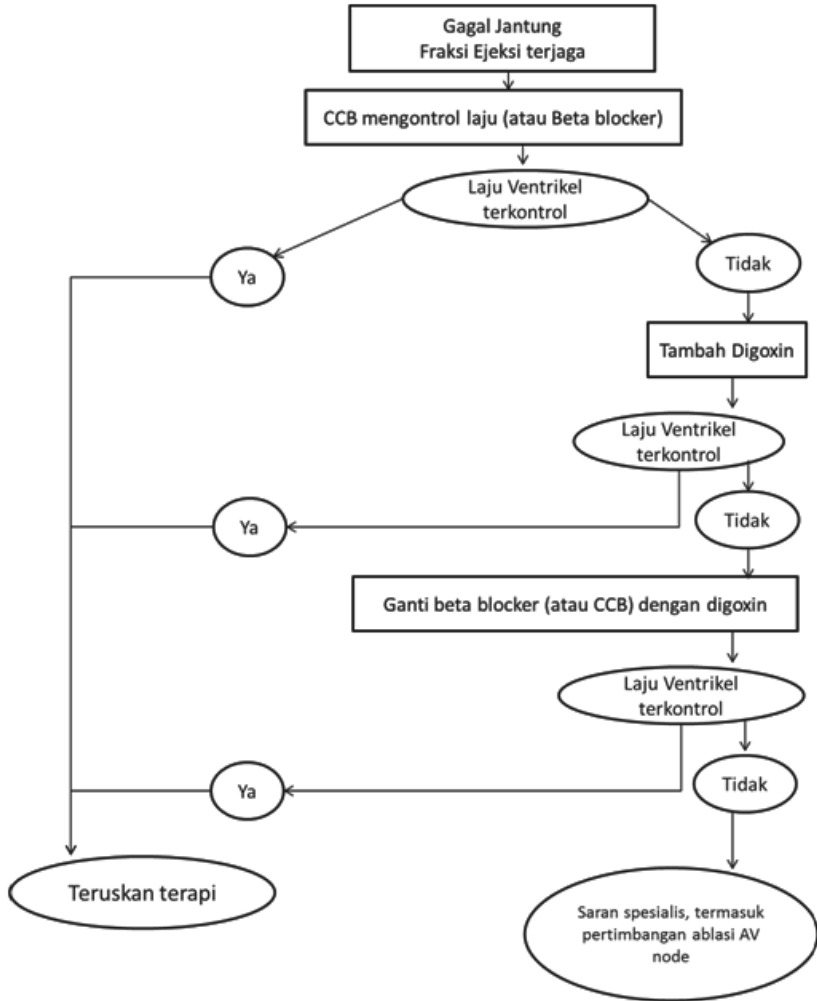 Gagal Jantung
Fraksi Ejeksi terjaga
CCB mengontrol laju (atau Beta blocker)
Laju Ventrikel
terkontrol
Ya
Tidak
Tambah Digoxin
Laju Ventrikel
terkontrol
Ya
Tidak
Ganti beta blocker (atau CCB) dengan digoxin
Laju Ventrikel
terkontrol
Ya
Tidak
Teruskan terapi
Saran spesialis, termasuk
pertimbangan ablasi AV
node